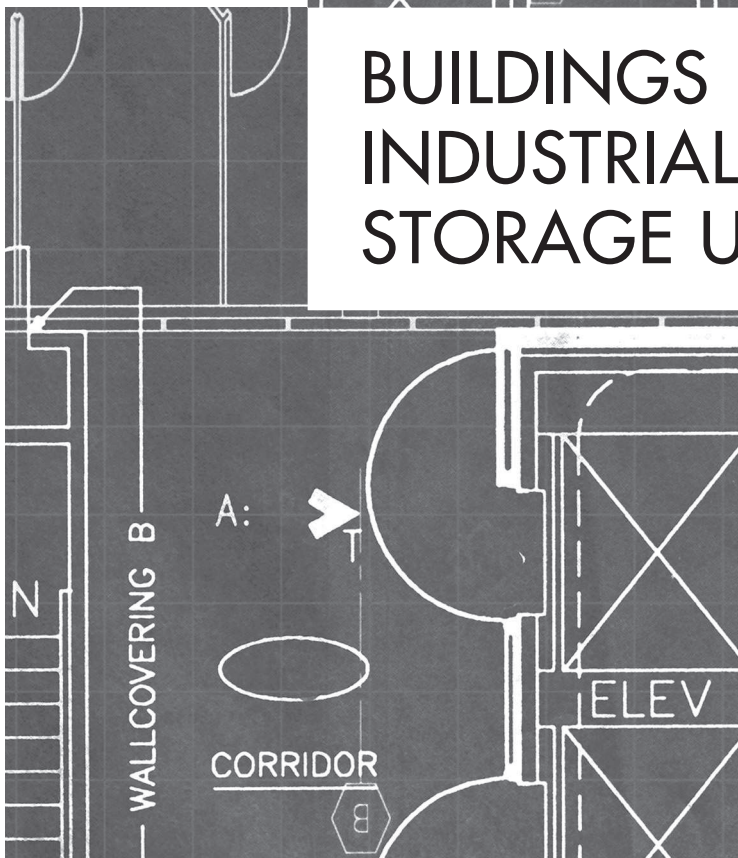 BUILDINGS
INDUSTRIAL
STORAGE U
A:
T
N
WALLCOVERING B
ELEV
CORRIDOR
B